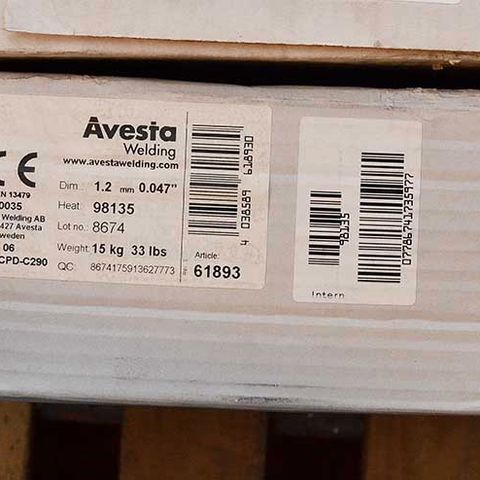 Avesta
Welding
www.avestawelding.com
CE
EN 13479
0035
Welding AB
427 Avesta
weden
06
CPD-C290
Dim.: 1.2 mm 0.047"
Heat: 98135
Lot no.: 8674
Weight: 15 kg 33 lbs
QC: 8674175913627773
Article:
61893
4 038589 618930
98135
07786741735977
Intern